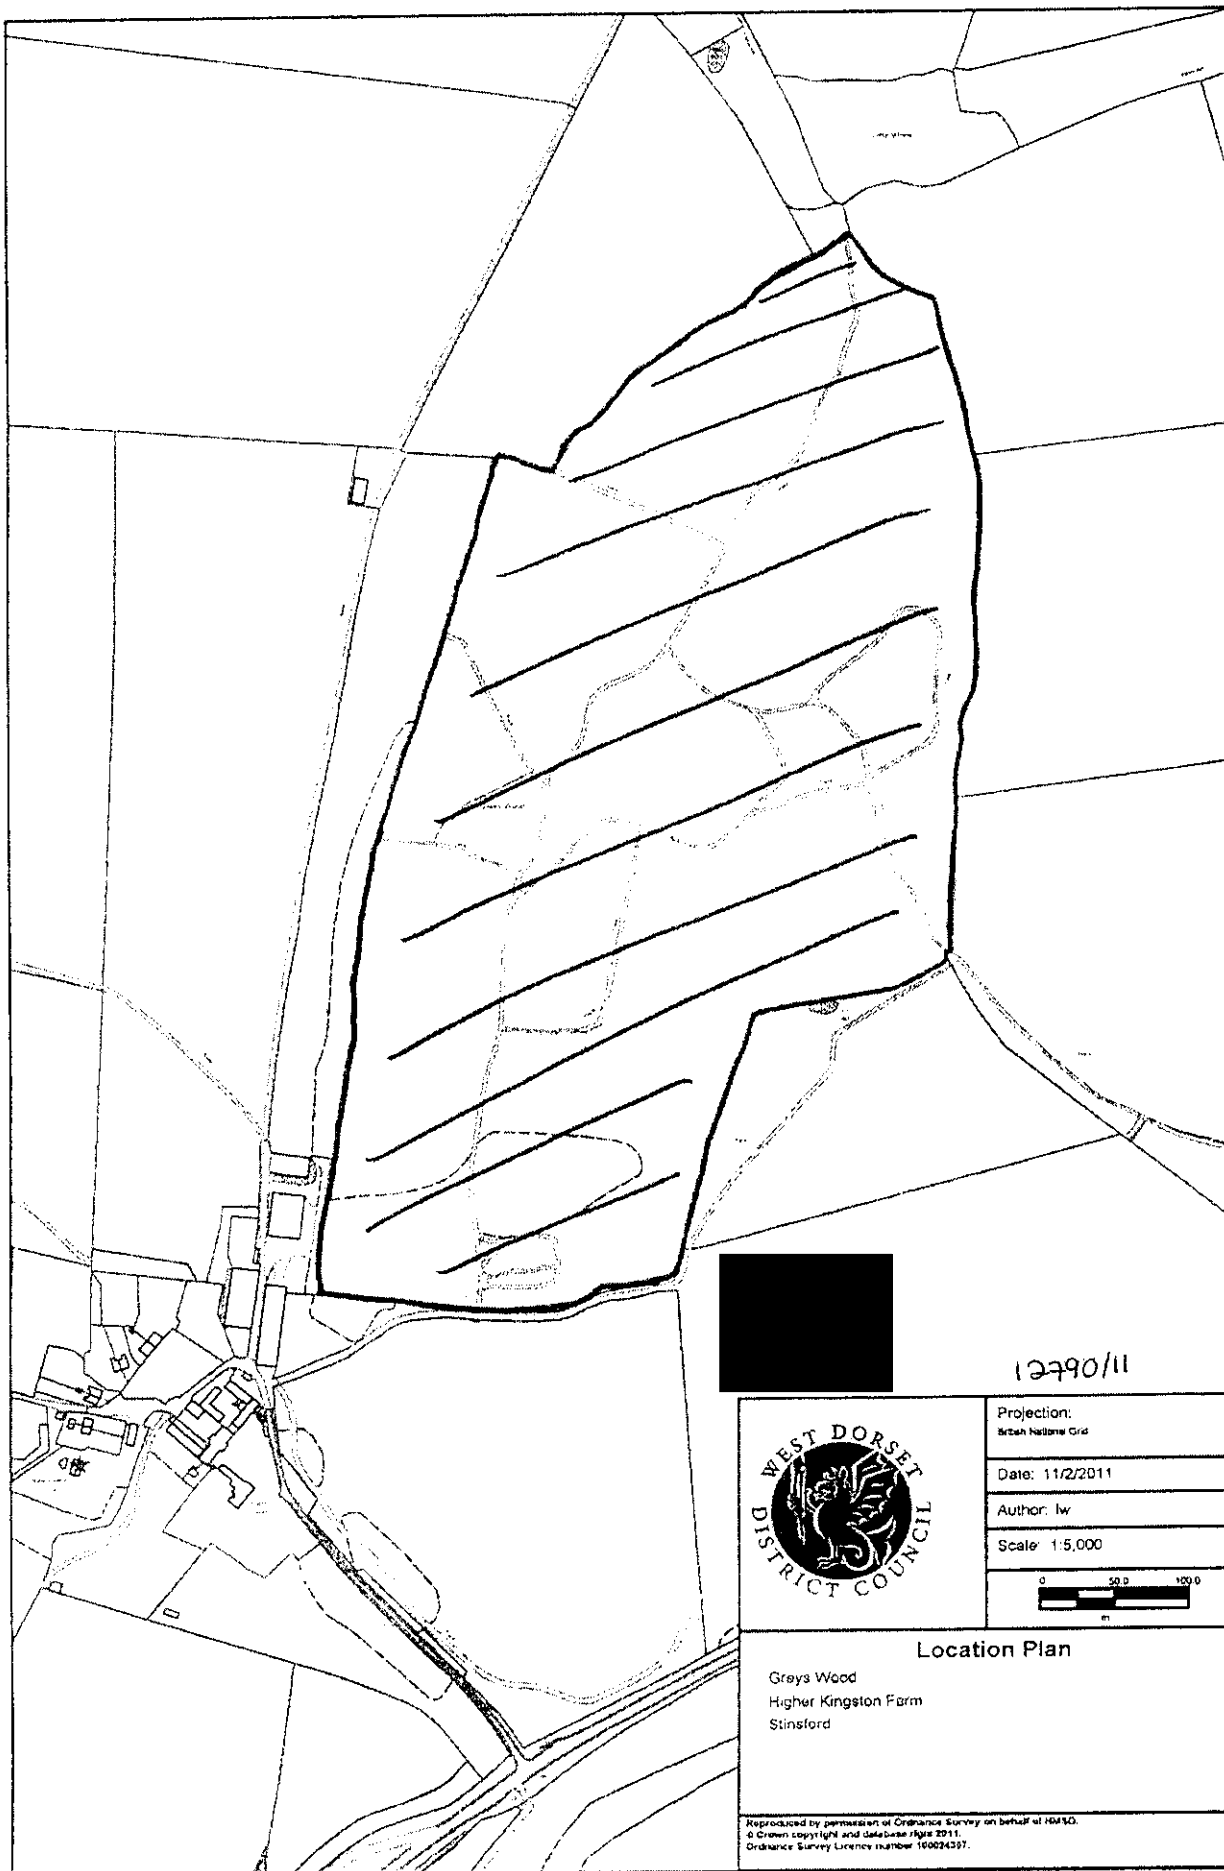 12790/11
WEST DORSET
DISTRICT COUNCIL
Projection:
British National Grid
Date: 11/2/2011
Author: lw
Scale: 1:5,000
0 50.0 100.0
m
Location Plan
Greys Wood
Higher Kingston Farm
Stinsford
Reproduced by permission of Ordnance Survey on behalf of HMSO.
© Crown copyright and database right 2011.
Ordnance Survey Licence number 100024307.